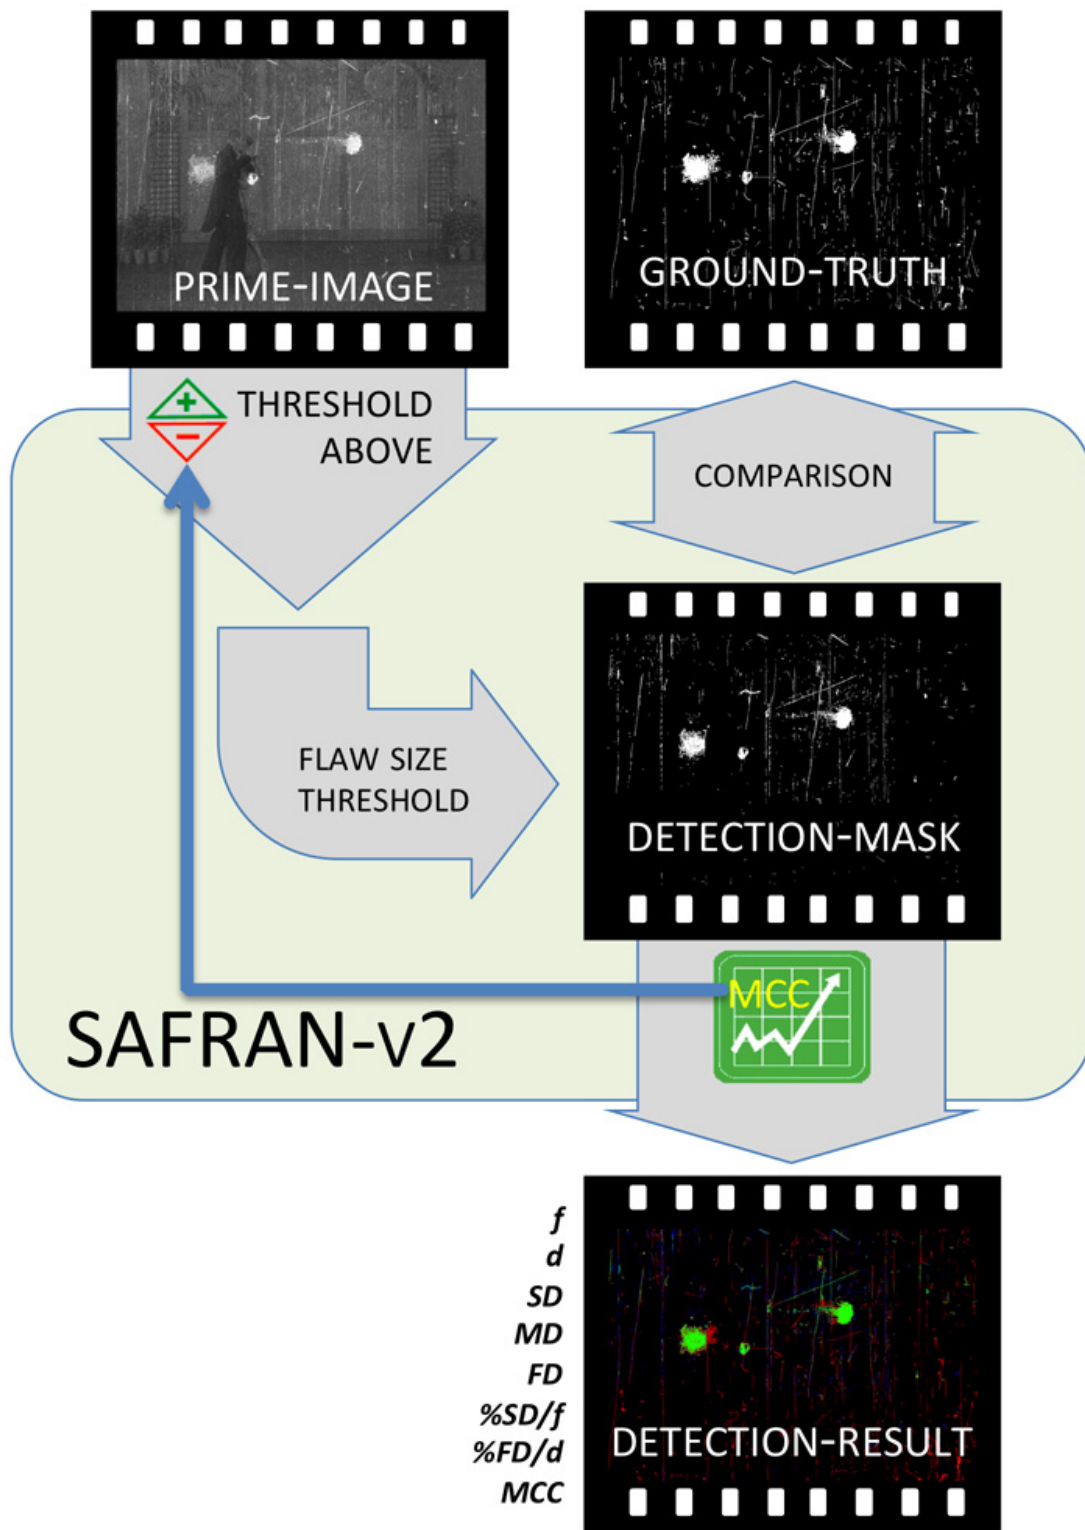 PRIME-IMAGE
GROUND-TRUTH
+
THRESHOLD
ABOVE
−
COMPARISON
FLAW SIZE
THRESHOLD
DETECTION-MASK
MCC
SAFRAN-v2
f
d
SD
MD
FD
%SD/f
%FD/d
MCC
DETECTION-RESULT